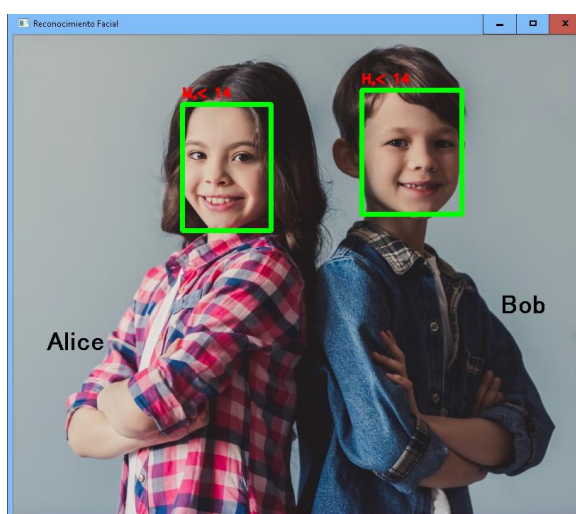 Reconocimiento Facial
M,< 14
H,< 14
Bob
Alice